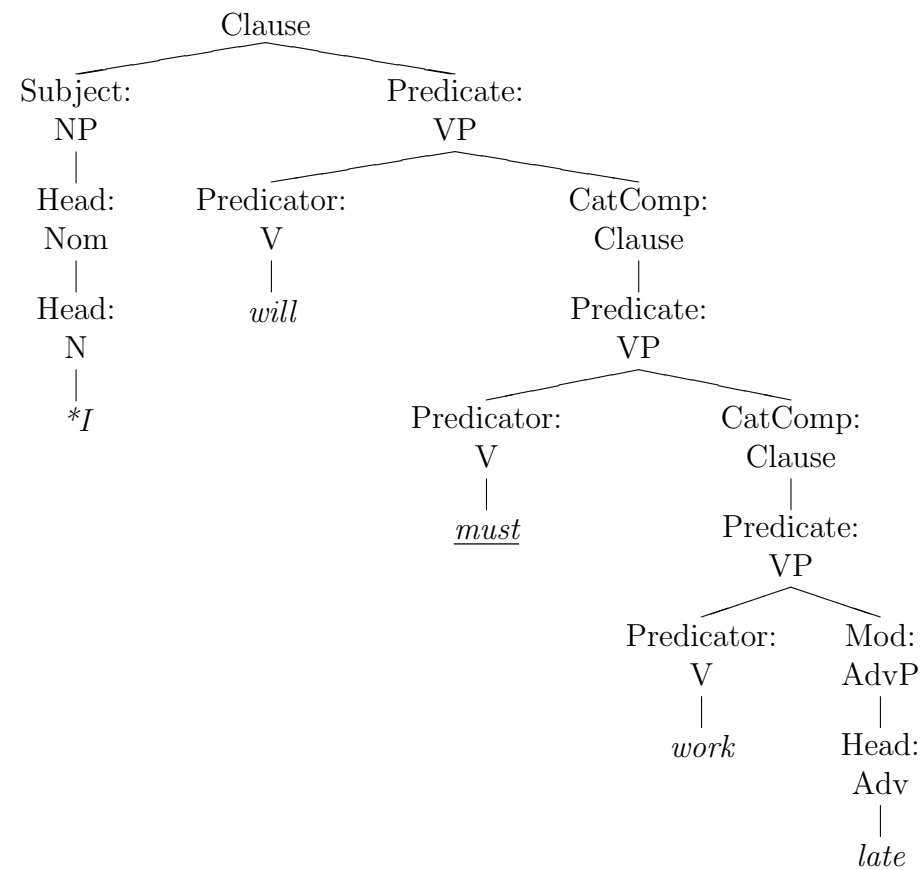 Clause
Subject: Predicate:
NP VP
Head: Predicator: CatComp:
Nom V Clause
Head: will Predicate:
N VP
*I Predicator: CatComp:
V Clause
must Predicate:
VP
Predicator: Mod:
V AdvP
work Head:
Adv
late